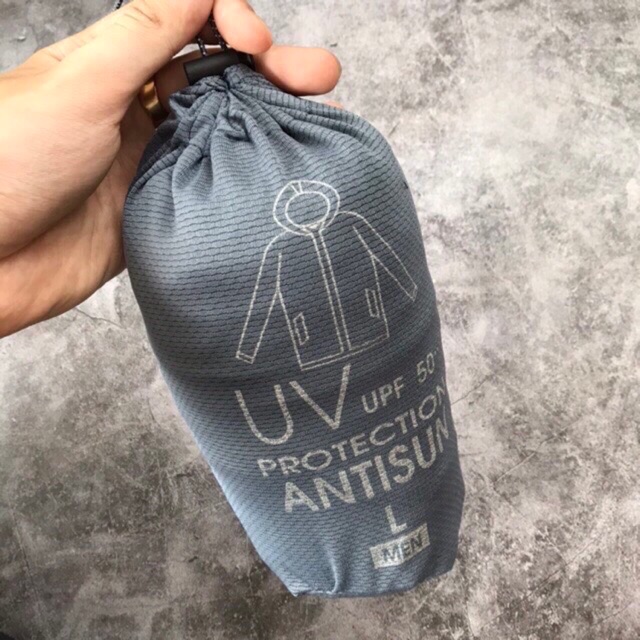 UV UPF 50+
PROTECTION
ANTISUN
L
MEN